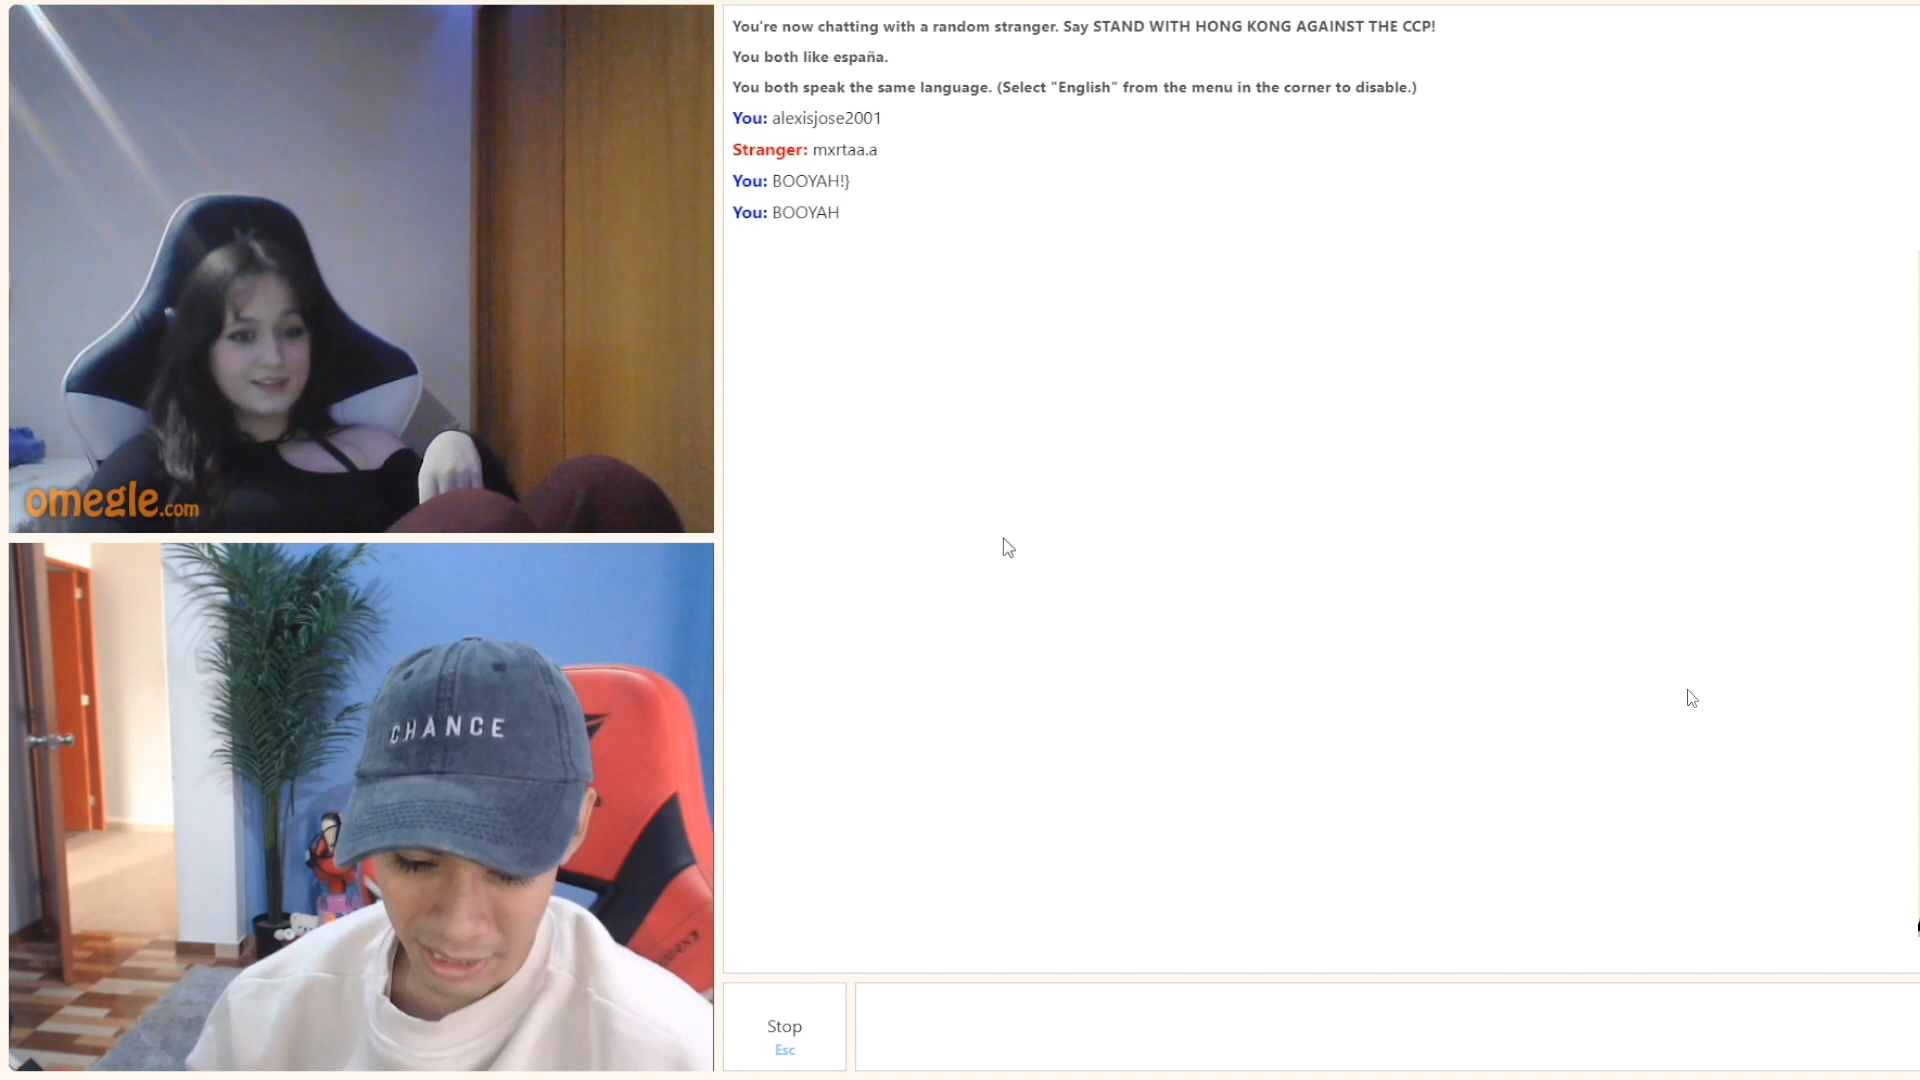 You're now chatting with a random stranger. Say STAND WITH HONG KONG AGAINST THE CCP!
You both like españa.
You both speak the same language. (Select "English" from the menu in the corner to disable.)
You: alexisjose2001
Stranger: mxrtaa.a
You: BOOYAH!}
You: BOOYAH
omegle.com
CHANCE
Stop
Esc